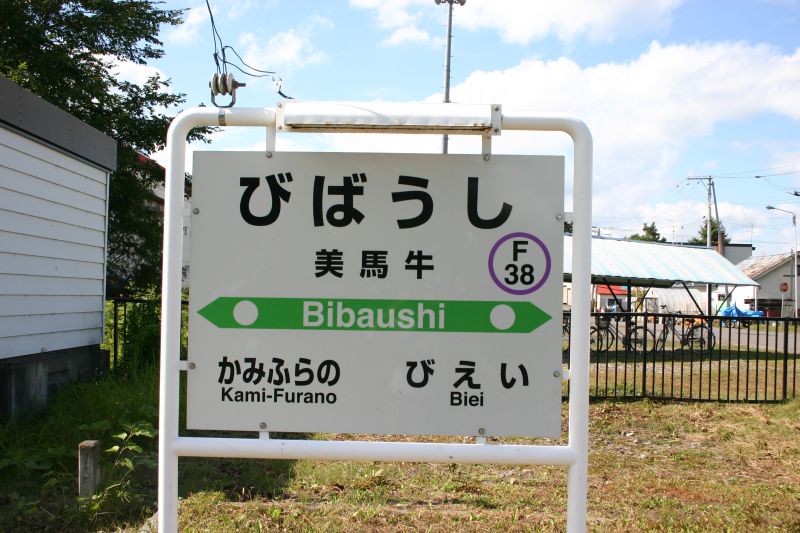 びばうし
美馬牛
F
38
Bibaushi
かみふらの びえい
Kami-Furano Biei